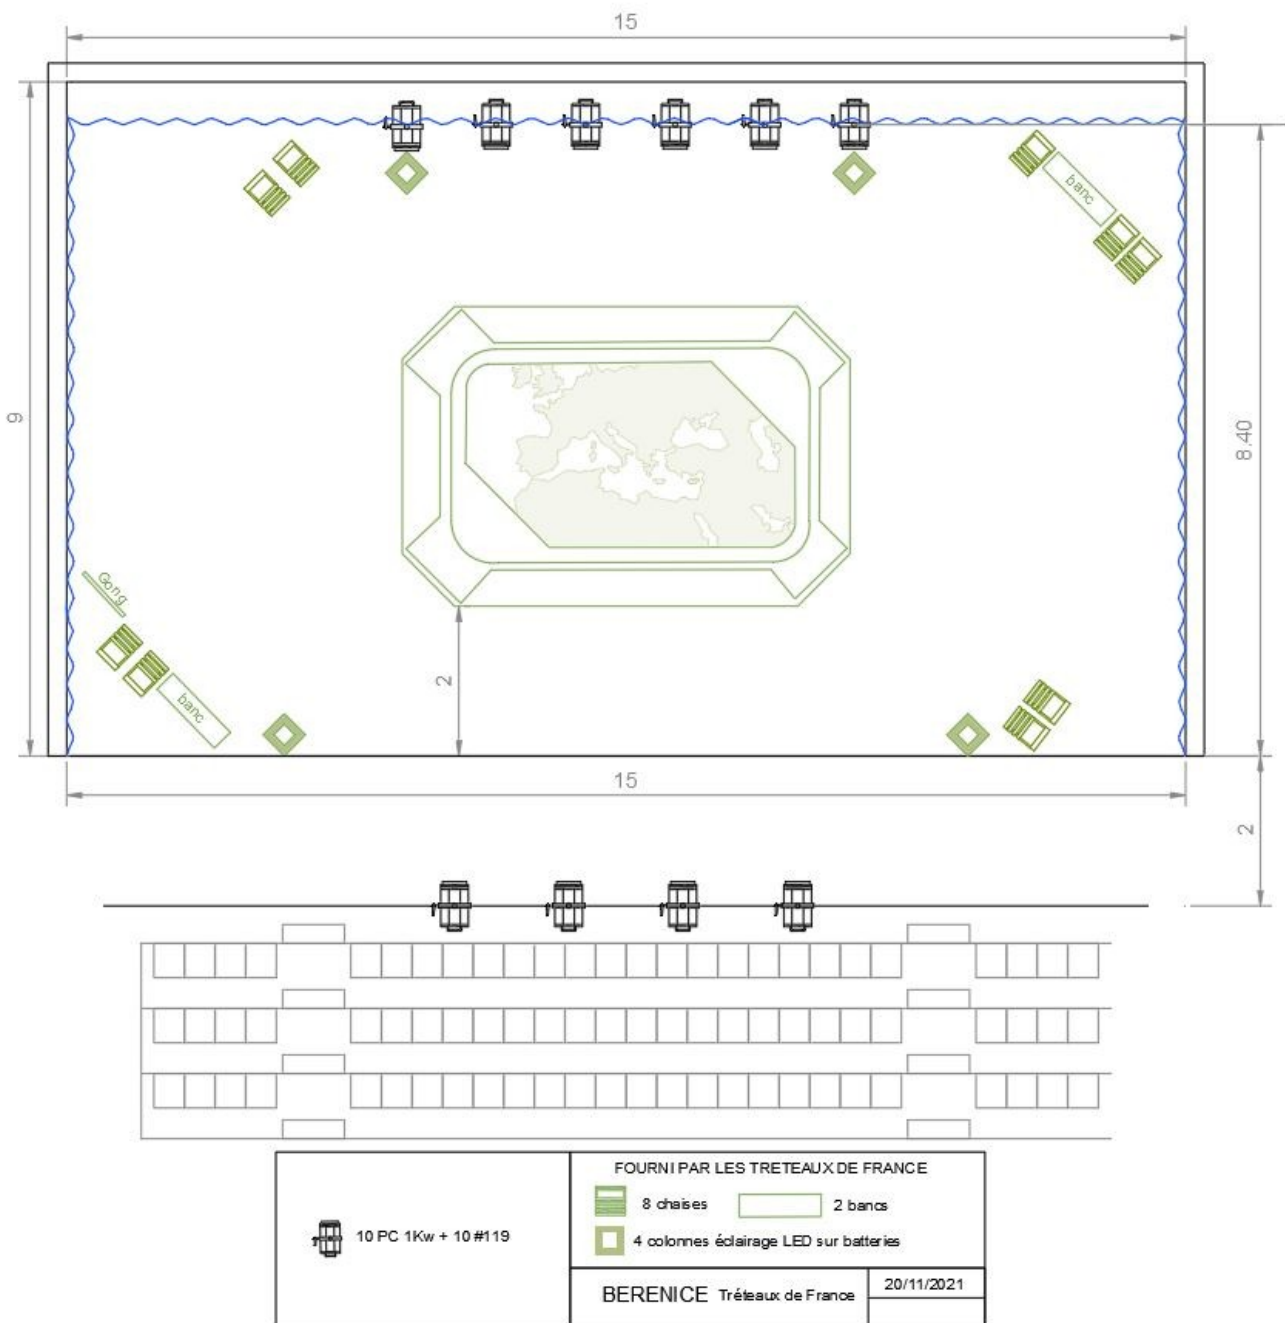 15
banc
9
8.40
Gong
banc
2
15
2
FOURNI PAR LES TRETEAUX DE FRANCE
8 chaises
2 bancs
10 PC 1Kw + 10 #119
4 colonnes éclairage LED sur batteries
BERENICE Tréteaux de France
20/11/2021